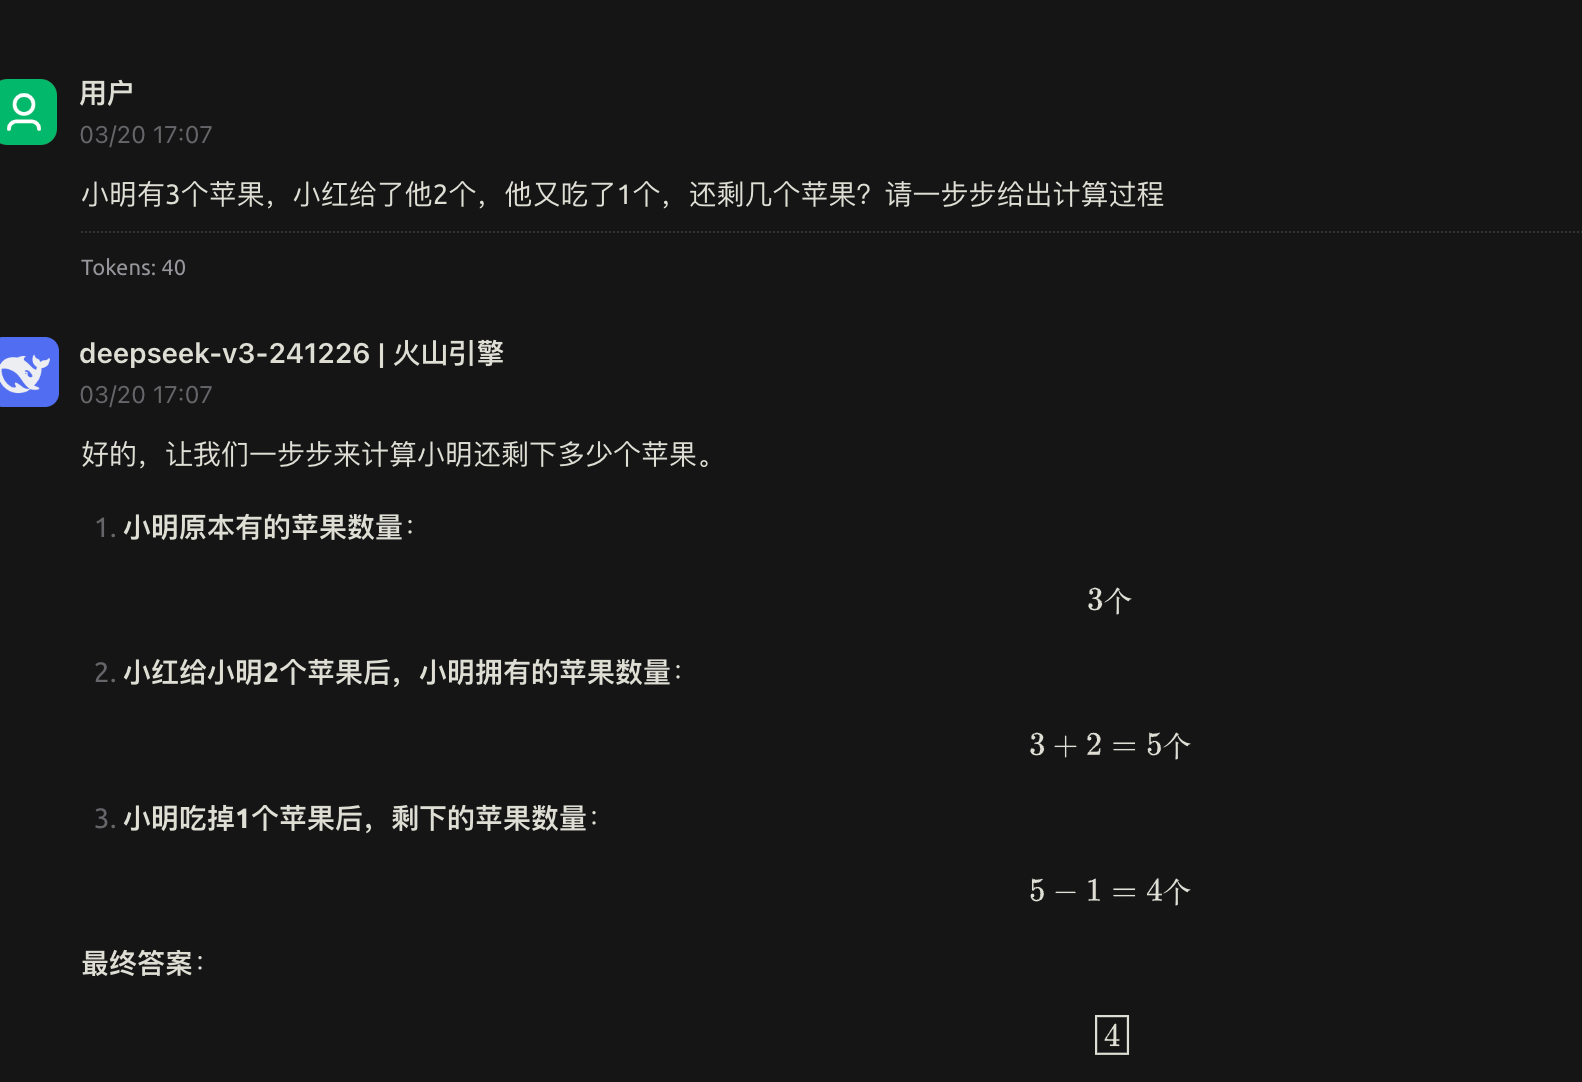 用户
03/20 17:07
小明有3个苹果，小红给了他2个，他又吃了1个，还剩几个苹果？请一步步给出计算过程
Tokens: 40
deepseek-v3-241226 | 火山引擎
03/20 17:07
好的，让我们一步步来计算小明还剩下多少个苹果。
1. 小明原本有的苹果数量：
3个
2. 小红给小明2个苹果后，小明拥有的苹果数量：
3 + 2 = 5个
3. 小明吃掉1个苹果后，剩下的苹果数量：
5 − 1 = 4个
最终答案：
4